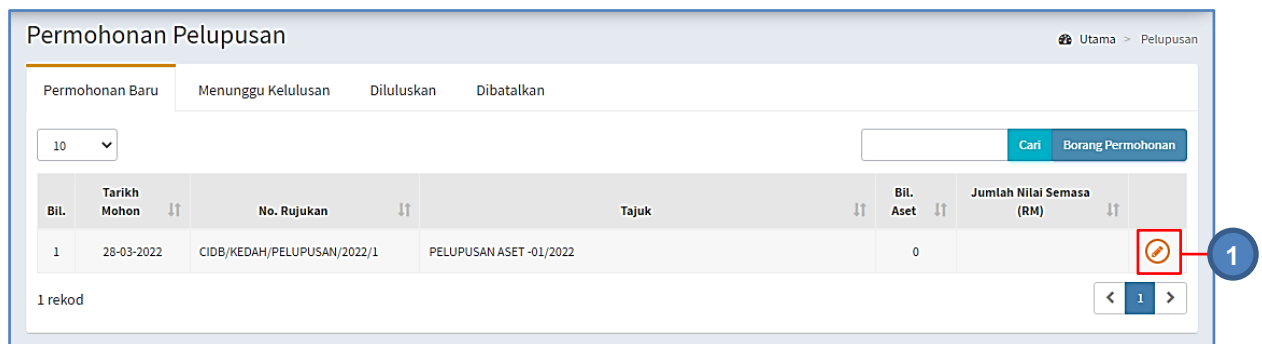 Permohonan Pelupusan
Utama > Pelupusan
Permohonan Baru Menunggu Kelulusan Diluluskan Dibatalkan
10 Cari Borang Permohonan
Bil. Tarikh Mohon No. Rujukan Tajuk Bil. Aset Jumlah Nilai Semasa (RM)
1 28-03-2022 CIDB/KEDAH/PELUPUSAN/2022/1 PELUPUSAN ASET -01/2022 0
1
1 rekod
< 1 >